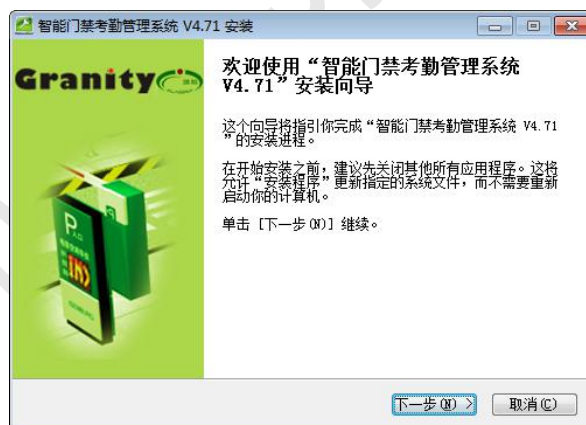 智能门禁考勤管理系统 V4.71 安装
Granity
欢迎使用“智能门禁考勤管理系统
V4.71”安装向导
这个向导将指引你完成“智能门禁考勤管理系统 V4.71
”的安装进程。
在开始安装之前，建议先关闭其他所有应用程序。这将
允许“安装程序”更新指定的系统文件，而不需要重新
启动你的计算机。
单击 [下一步(N)] 继续。
P
入口
下一步(N) >
取消(C)